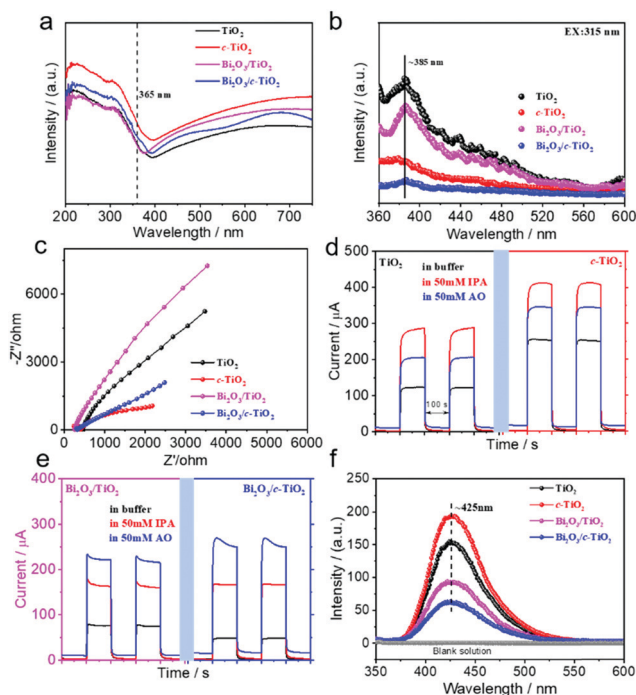 a
TiO₂
c-TiO₂
Bi₂O₃/TiO₂
Bi₂O₃/c-TiO₂
365 nm
Intensity / (a.u.)
200 300 400 500 600 700
Wavelength / nm
b
EX:315 nm
~385nm
TiO₂
c-TiO₂
Bi₂O₃/TiO₂
Bi₂O₃/c-TiO₂
Intensity / (a.u.)
360 400 440 480 520 560 600
Wavelength / nm
c
6000
3000
0
-Z''/ohm
TiO₂
c-TiO₂
Bi₂O₃/TiO₂
Bi₂O₃/c-TiO₂
0 1000 2000 3000 4000 5000 6000
Z'/ohm
d
500
400
300
200
100
0
Current / μA
TiO₂
c-TiO₂
in buffer
in 50mM IPA
in 50mM AO
100 s
Time / s
e
400
300
200
100
0
Current / μA
Bi₂O₃/TiO₂
Bi₂O₃/c-TiO₂
in buffer
in 50mM IPA
in 50mM AO
Time / s
f
250
200
150
100
50
0
Intensity / (a.u.)
~425nm
TiO₂
c-TiO₂
Bi₂O₃/TiO₂
Bi₂O₃/c-TiO₂
Blank solution
350 400 450 500 550 600
Wavelength / nm